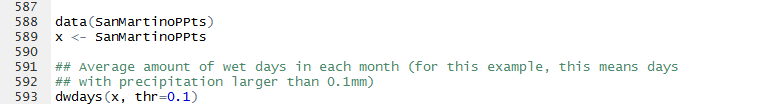 587
588 data(SanMartinoPPts)
589 x <- SanMartinoPPts
590
591 ## Average amount of wet days in each month (for this example, this means days
592 ## with precipitation larger than 0.1mm)
593 dwdays(x, thr=0.1)